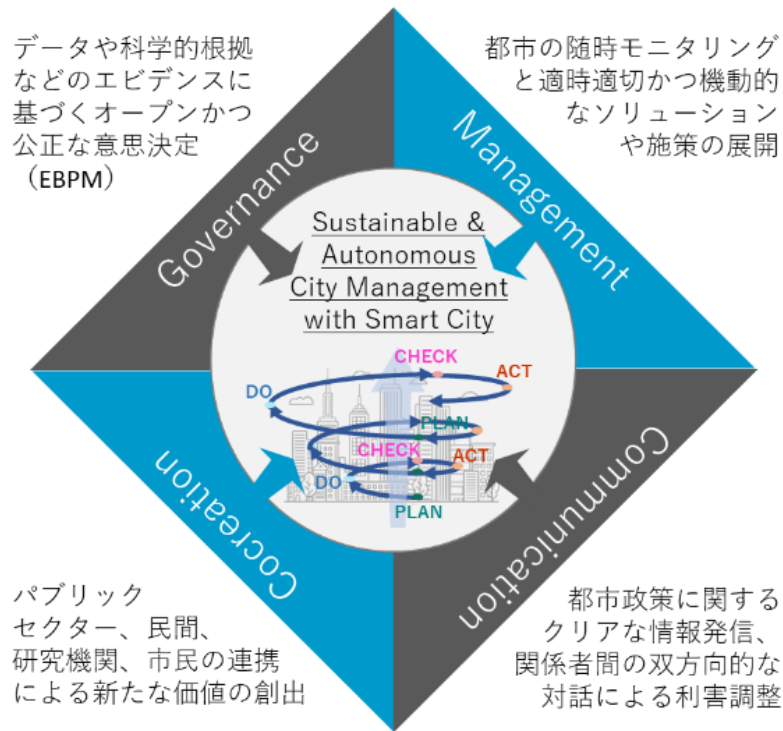 データや科学的根拠
などのエビデンスに
基づくオープンかつ
公正な意思決定
（EBPM）
都市の随時モニタリング
と適時適切かつ機動的
なソリューション
や施策の展開
Governance
Management
Sustainable &
Autonomous
City Management
with Smart City
CHECK
ACT
DO
PLAN
CHECK
ACT
DO
PLAN
Cocreation
Communication
パブリック
セクター、民間、
研究機関、市民の連携
による新たな価値の創出
都市政策に関する
クリアな情報発信、
関係者間の双方向的な
対話による利害調整